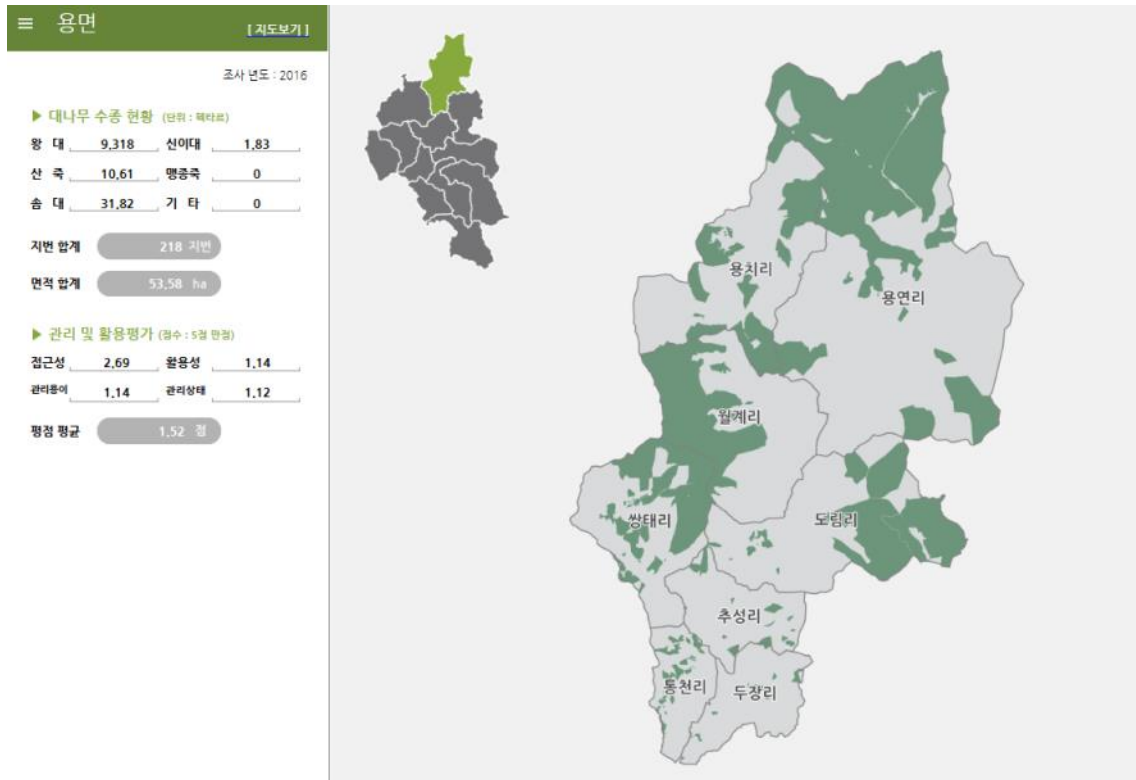 ≡ 용면 [ 지도보기 ]
조사 년도 : 2016
▶ 대나무 수종 현황 (단위 : 헥타르)
왕 대 9,318 신이대 1,83
산 죽 10,61 맹종죽 0
솜 대 31,82 기 타 0
지번 합계 218 지번
면적 합계 53,58 ha
▶ 관리 및 활용평가 (점수 : 5점 만점)
접근성 2,69 활용성 1,14
관리용이 1,14 관리상태 1,12
평점 평균 1,52 점
용치리
용연리
월계리
쌍태리
도림리
추성리
통천리
두장리